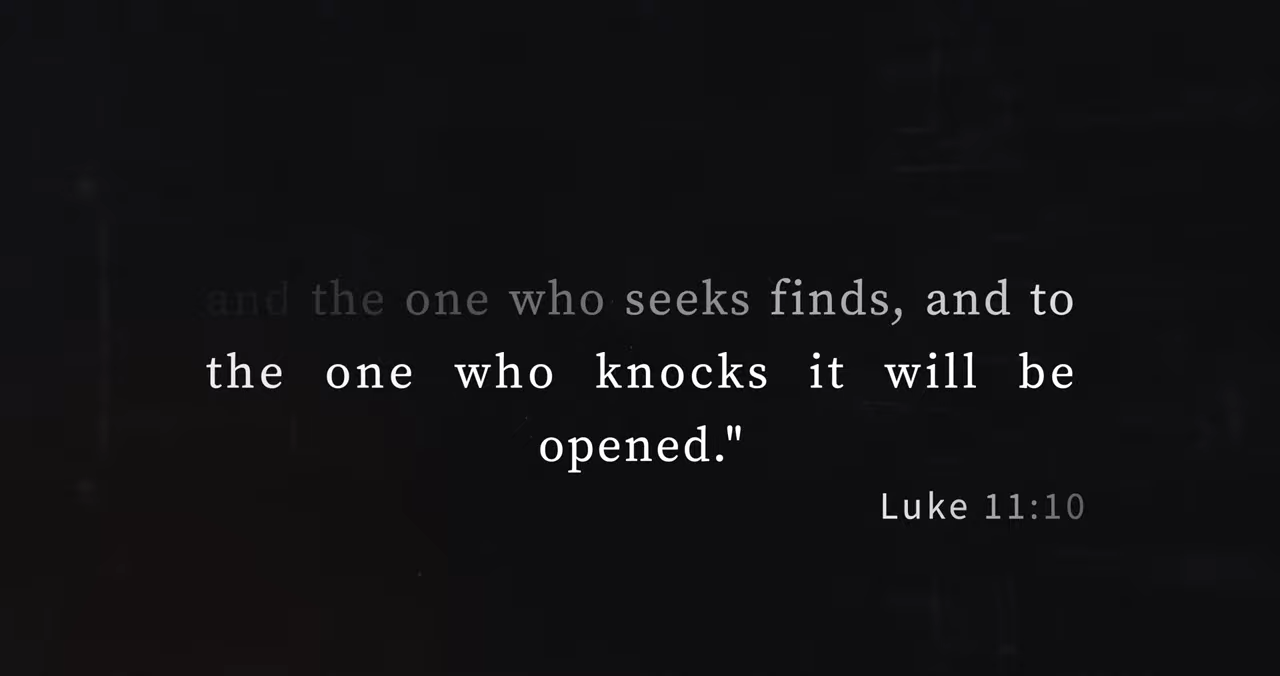 and the one who seeks finds, and to
the one who knocks it will be
opened."
Luke 11:10